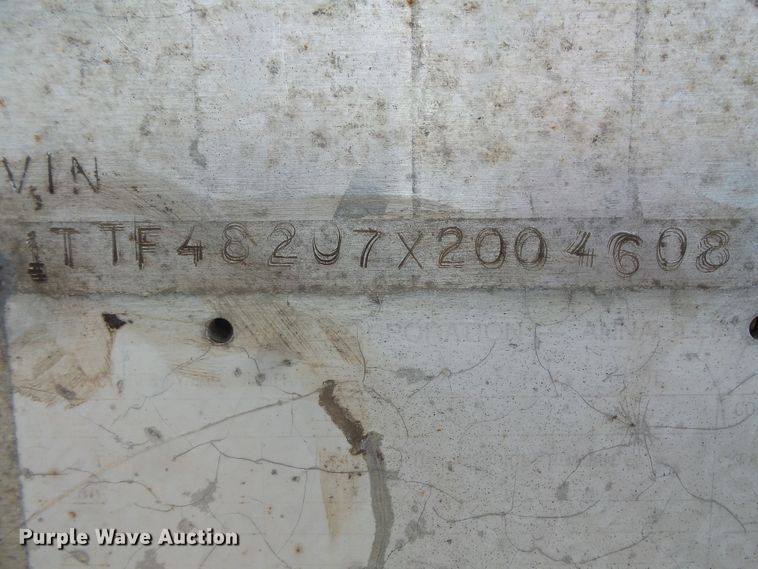 VIN
1TTF48207X2004608
Purple Wave Auction